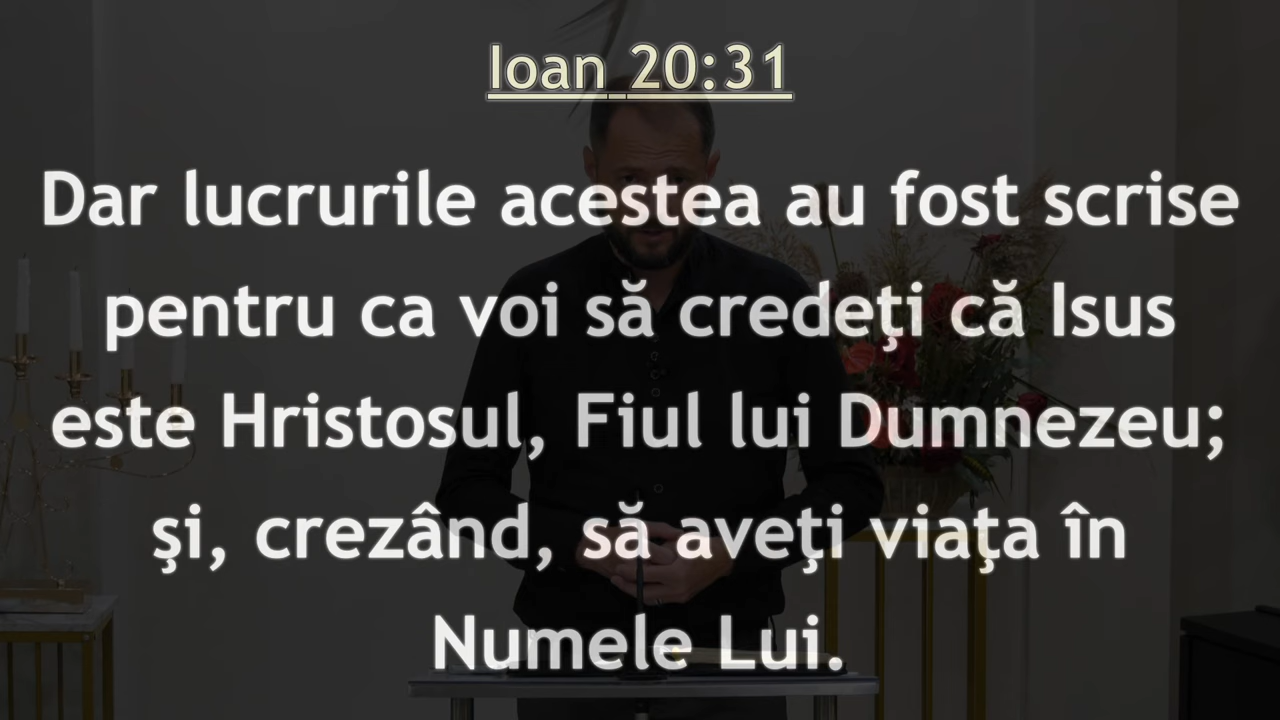 Ioan 20:31
Dar lucrurile acestea au fost scrise
pentru ca voi să credeţi că Isus
este Hristosul, Fiul lui Dumnezeu;
şi, crezând, să aveţi viaţa în
Numele Lui.